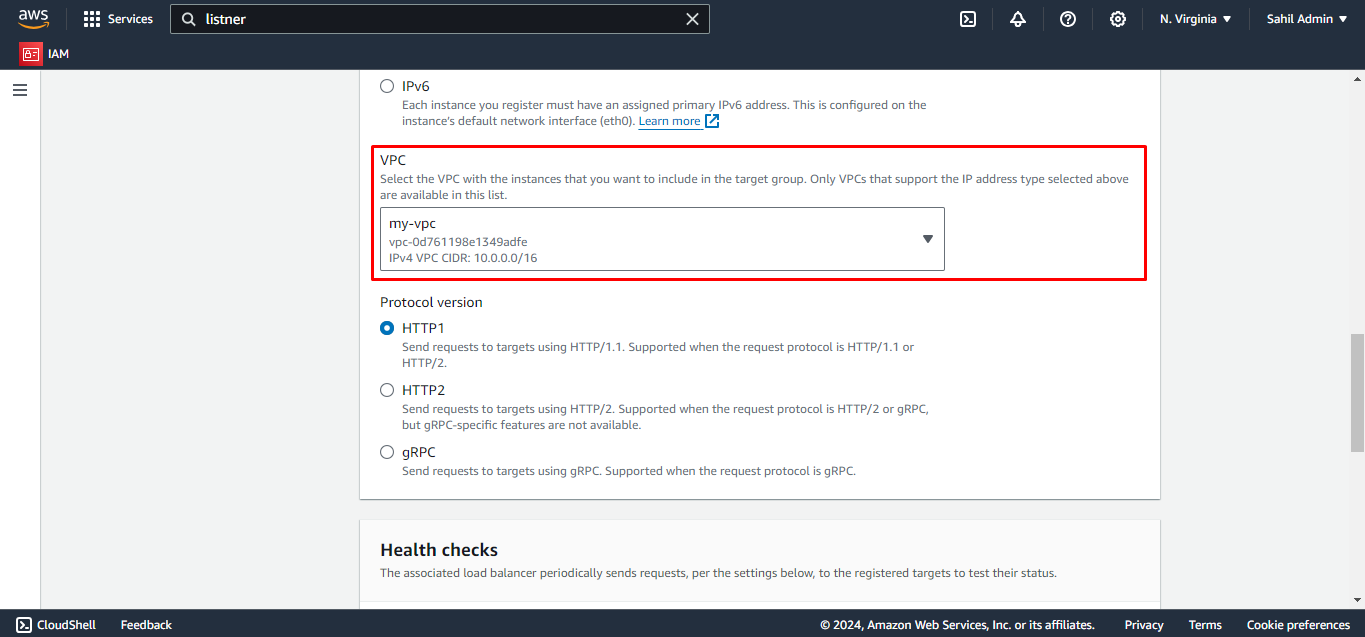 aws
Services
listner
N. Virginia
Sahil Admin
IAM
IPv6
Each instance you register must have an assigned primary IPv6 address. This is configured on the
instance's default network interface (eth0). Learn more
VPC
Select the VPC with the instances that you want to include in the target group. Only VPCs that support the IP address type selected above
are available in this list.
my-vpc
vpc-0d761198e1349adfe
IPv4 VPC CIDR: 10.0.0.0/16
Protocol version
HTTP1
Send requests to targets using HTTP/1.1. Supported when the request protocol is HTTP/1.1 or
HTTP/2.
HTTP2
Send requests to targets using HTTP/2. Supported when the request protocol is HTTP/2 or gRPC,
but gRPC-specific features are not available.
gRPC
Send requests to targets using gRPC. Supported when the request protocol is gRPC.
Health checks
The associated load balancer periodically sends requests, per the settings below, to the registered targets to test their status.
CloudShell
Feedback
© 2024, Amazon Web Services, Inc. or its affiliates.
Privacy
Terms
Cookie preferences